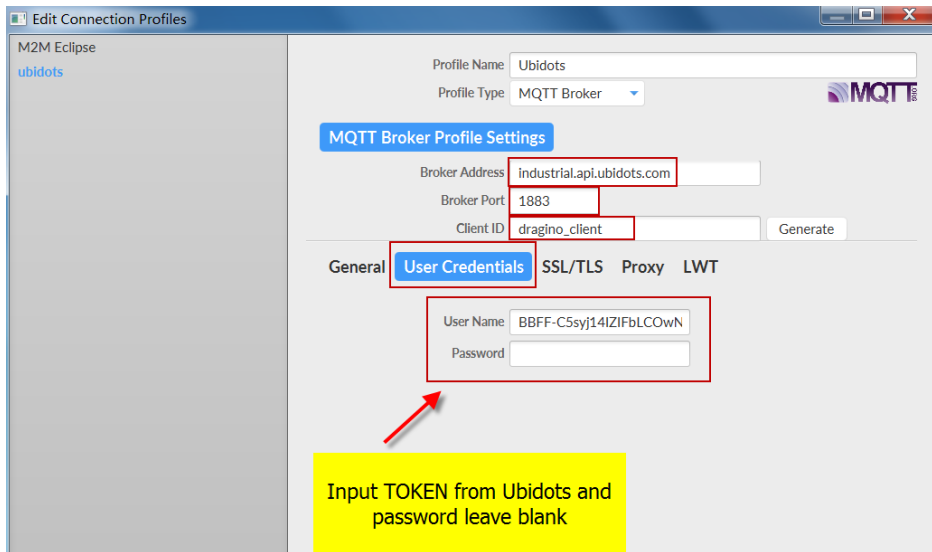 Edit Connection Profiles
M2M Eclipse
ubidots
Profile Name Ubidots
Profile Type MQTT Broker
MQTT
MQTT Broker Profile Settings
Broker Address industrial.api.ubidots.com
Broker Port 1883
Client ID dragino_client Generate
General User Credentials SSL/TLS Proxy LWT
User Name BBFF-C5syj14IZIFbLCOwN
Password
Input TOKEN from Ubidots and
password leave blank